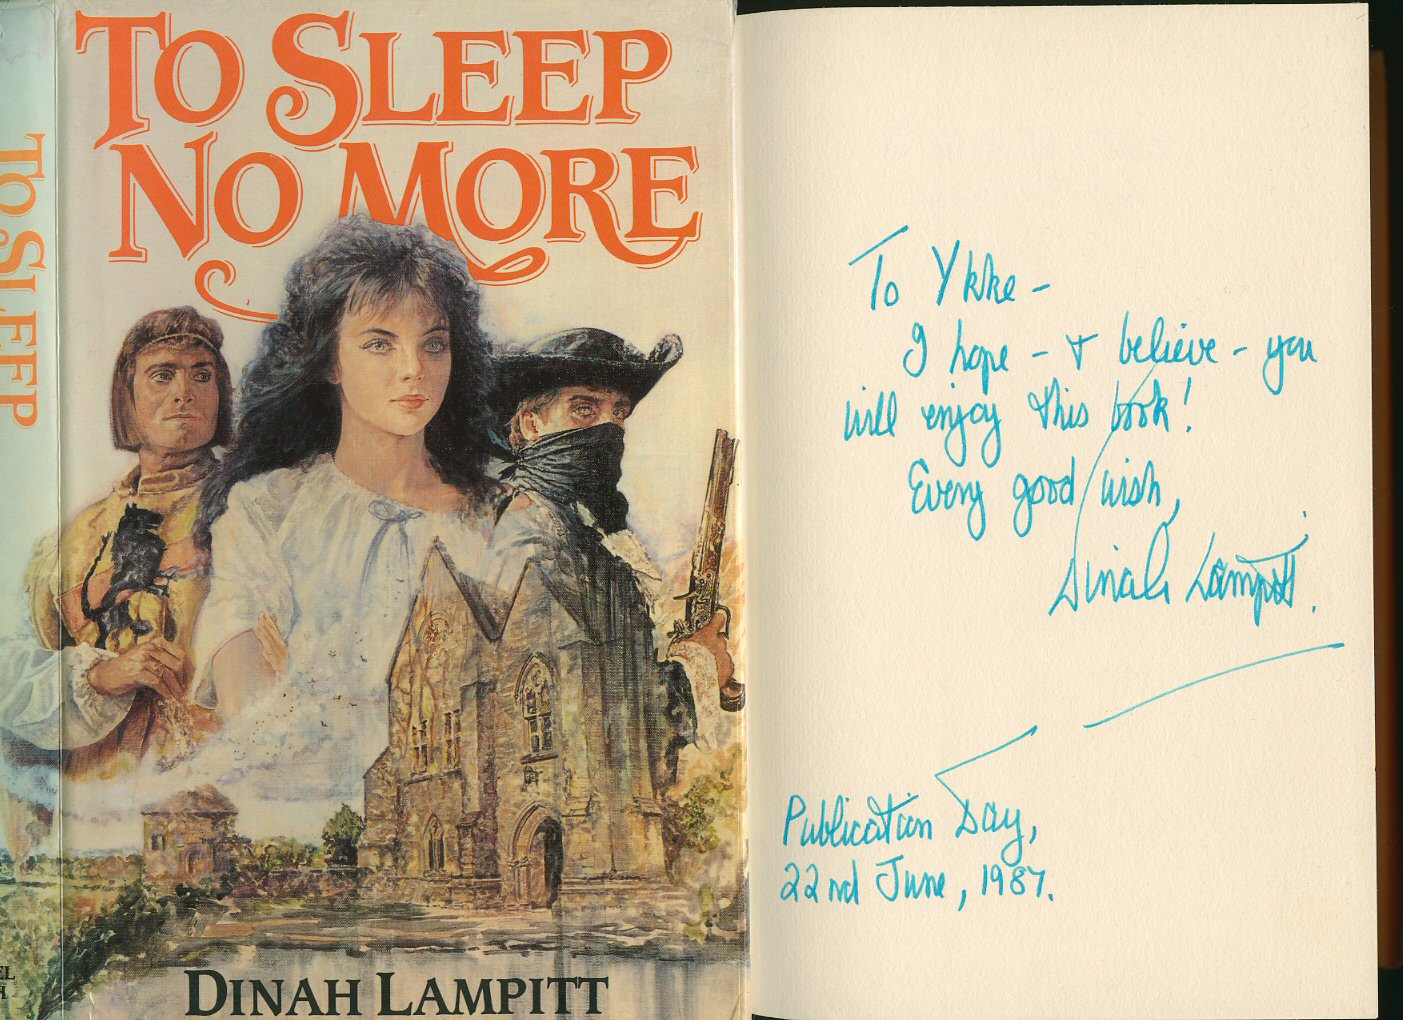 TO SLEEP
NO MORE
DINAH LAMPITT
TO SLEEP
To Ykke -
I hope - & believe - you
will enjoy this book!
Every good wish,
Dinah Lampitt.
Publication Day,
22nd June, 1987.